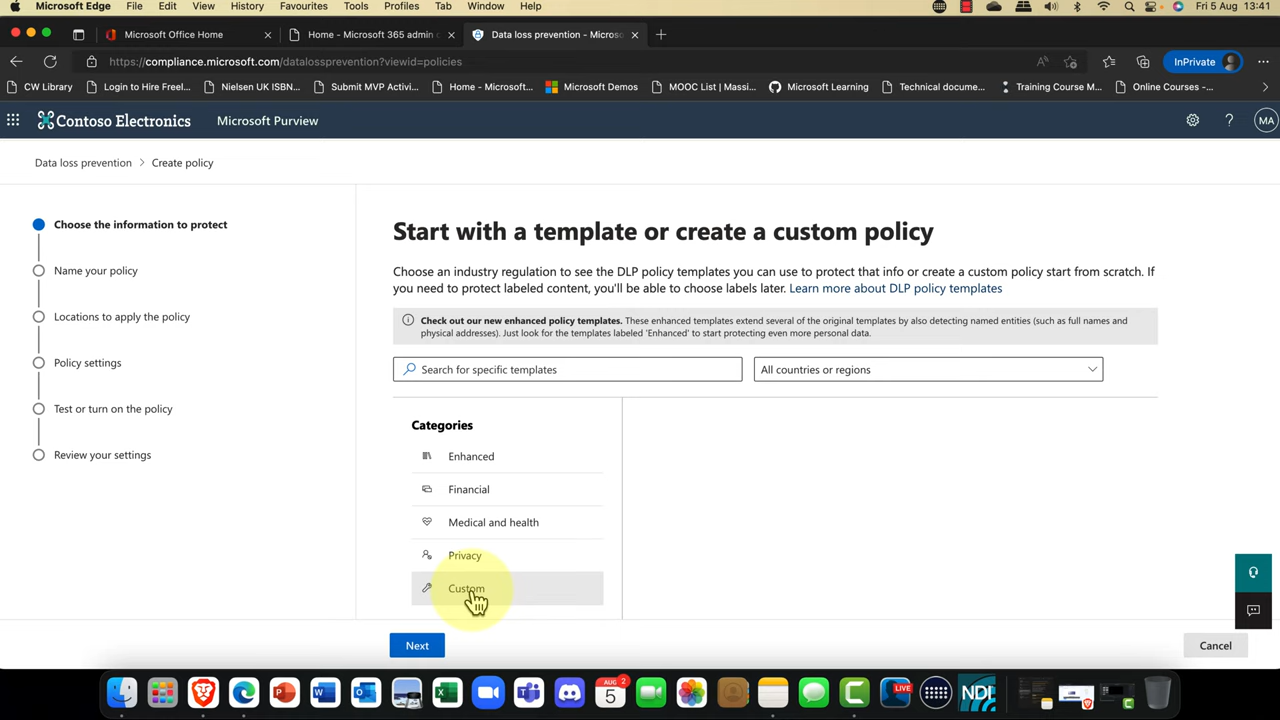 Microsoft Edge File Edit View History Favourites Tools Profiles Tab Window Help Fri 5 Aug 13:41
Microsoft Office Home Home - Microsoft 365 admin c Data loss prevention - Microso
https://compliance.microsoft.com/datalossprevention?viewid=policies InPrivate
CW Library Login to Hire Freel... Nielsen UK ISBN... Submit MVP Activi... Home - Microsoft... Microsoft Demos MOOC List | Massi... Microsoft Learning Technical docume... Training Course M... Online Courses -...
Contoso Electronics Microsoft Purview ? MA
Data loss prevention > Create policy
Choose the information to protect
Name your policy
Locations to apply the policy
Policy settings
Test or turn on the policy
Review your settings
Start with a template or create a custom policy
Choose an industry regulation to see the DLP policy templates you can use to protect that info or create a custom policy start from scratch. If
you need to protect labeled content, you'll be able to choose labels later. Learn more about DLP policy templates
Check out our new enhanced policy templates. These enhanced templates extend several of the original templates by also detecting named entities (such as full names and
physical addresses). Just look for the templates labeled 'Enhanced' to start protecting even more personal data.
Search for specific templates All countries or regions
Categories
Enhanced
Financial
Medical and health
Privacy
Custom
Next Cancel
AUG 2
5
LIVE
NDI